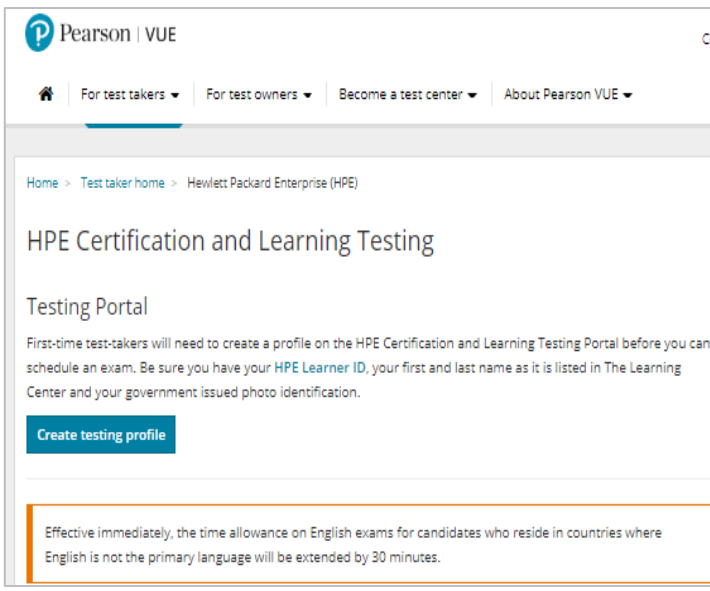 Pearson | VUE
C
For test takers
For test owners
Become a test center
About Pearson VUE
Home > Test taker home > Hewlett Packard Enterprise (HPE)
HPE Certification and Learning Testing
Testing Portal
First-time test-takers will need to create a profile on the HPE Certification and Learning Testing Portal before you can
schedule an exam. Be sure you have your HPE Learner ID, your first and last name as it is listed in The Learning
Center and your government issued photo identification.
Create testing profile
Effective immediately, the time allowance on English exams for candidates who reside in countries where
English is not the primary language will be extended by 30 minutes.